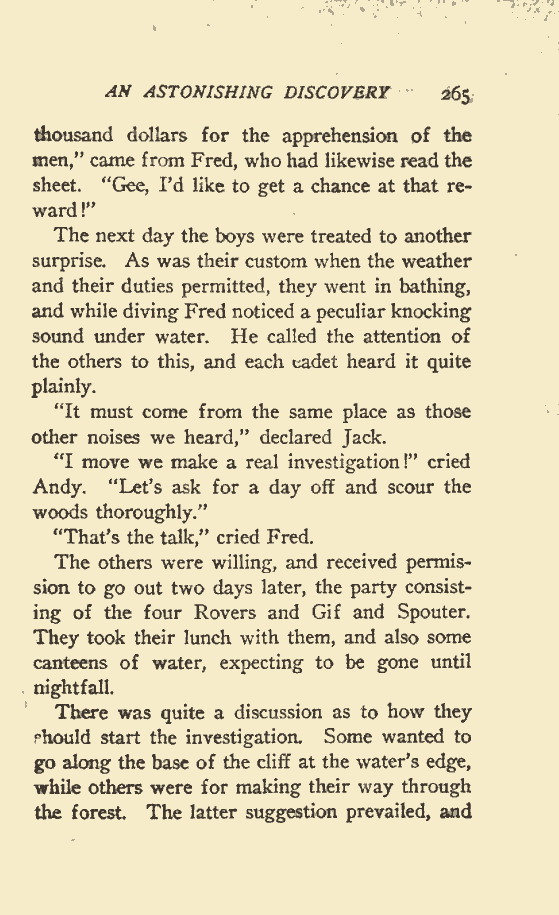 AN ASTONISHING DISCOVERY 265
thousand dollars for the apprehension of the
men,” came from Fred, who had likewise read the
sheet. “Gee, I’d like to get a chance at that re-
ward!”
The next day the boys were treated to another
surprise. As was their custom when the weather
and their duties permitted, they went in bathing,
and while diving Fred noticed a peculiar knocking
sound under water. He called the attention of
the others to this, and each cadet heard it quite
plainly.
“It must come from the same place as those
other noises we heard,” declared Jack.
“I move we make a real investigation!” cried
Andy. “Let’s ask for a day off and scour the
woods thoroughly.”
“That’s the talk,” cried Fred.
The others were willing, and received permis-
sion to go out two days later, the party consist-
ing of the four Rovers and Gif and Spouter.
They took their lunch with them, and also some
canteens of water, expecting to be gone until
nightfall.
There was quite a discussion as to how they
should start the investigation. Some wanted to
go along the base of the cliff at the water’s edge,
while others were for making their way through
the forest. The latter suggestion prevailed, and